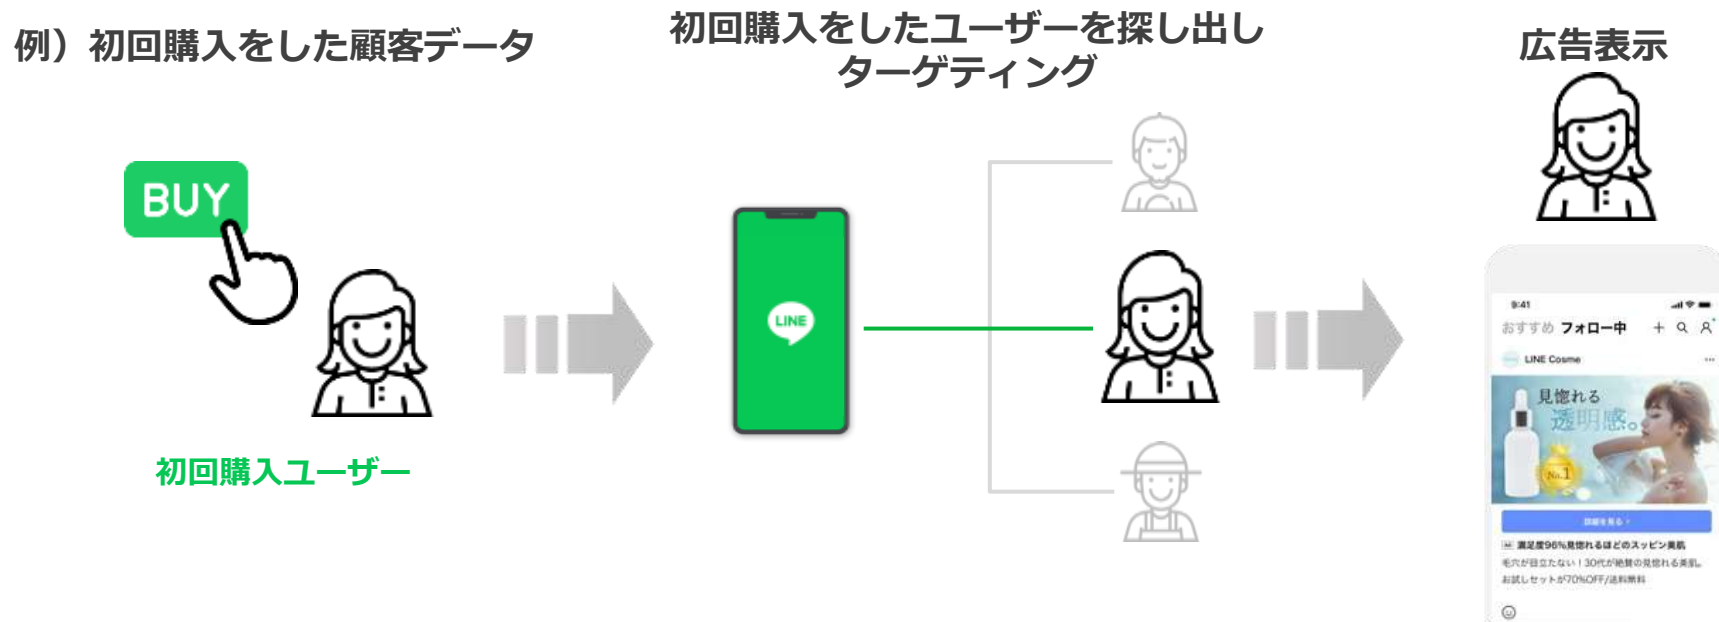 例）初回購入をした顧客データ
初回購入をしたユーザーを探し出し
ターゲティング
広告表示
BUY
初回購入ユーザー
LINE
9:41
おすすめ フォロー中
LINE Cosme
見惚れる
透明感。
No.1
詳細を見る
満足度96%見惚れるほどのスッピン美肌
毛穴が目立たない！30代が絶賛の見惚れる美肌。
お試しセットが70%OFF/送料無料